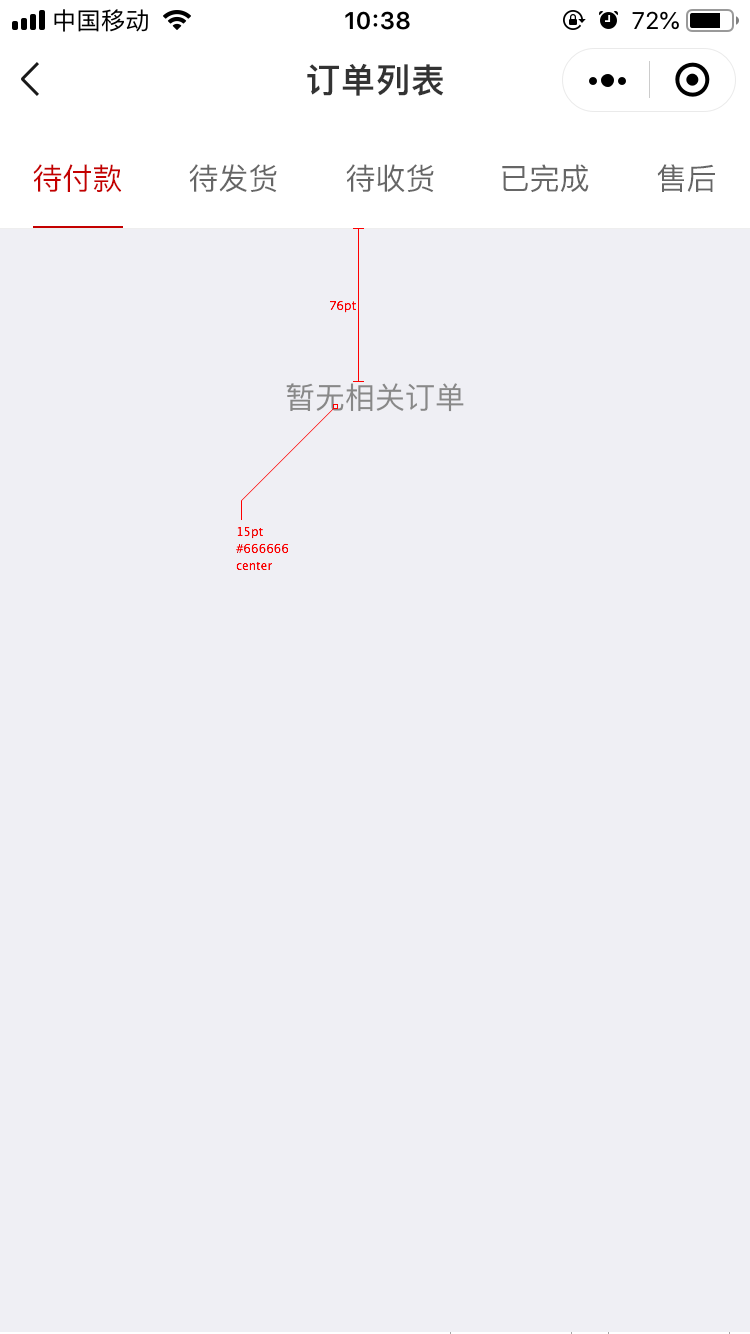 中国移动
10:38
72%
订单列表
待付款
待发货
待收货
已完成
售后
76pt
暂无相关订单
15pt
#666666
center